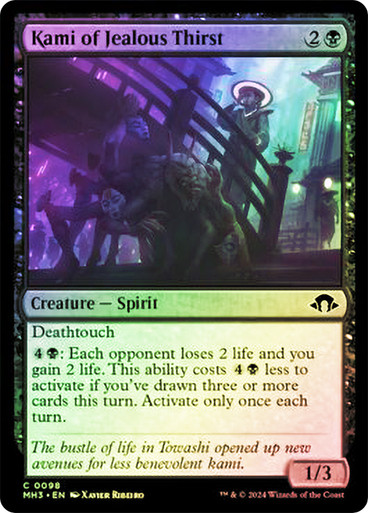 Kami of Jealous Thirst 2
Creature — Spirit
Deathtouch
4: Each opponent loses 2 life and you
gain 2 life. This ability costs 4 less to
activate if you've drawn three or more
cards this turn. Activate only once each
turn.
The bustle of life in Towashi opened up new
avenues for less benevolent kami.
1/3
C 0098
MH3 • EN Xavier Ribeiro
™ & © 2024 Wizards of the Coast